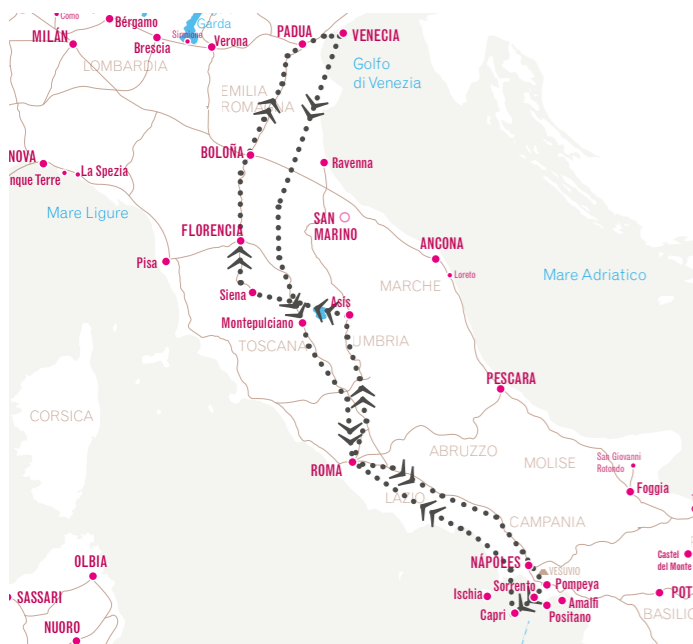 Como
Bérgamo
MILÁN
Brescia
Sirmione
Garda
Verona
PADUA
VENECIA
LOMBARDIA
Golfo
di Venezia
EMILIA
ROMAGNA
NOVA
nque Terre
La Spezia
BOLOÑA
Ravenna
Mare Ligure
FLORENCIA
SAN
MARINO
ANCONA
Loreto
Pisa
MARCHE
Mare Adriatico
Siena
Asís
Montepulciano
TOSCANA
UMBRIA
PESCARA
CORSICA
ABRUZZO
MOLISE
San Giovanni
Rotondo
ROMA
LAZIO
Foggia
CAMPANIA
NÁPOLES
VESUVIO
Castel
del Monte
OLBIA
Sorrento
Pompeya
SASSARI
Ischia
Amalfi
POT
Capri
Positano
BASILIC
NUORO